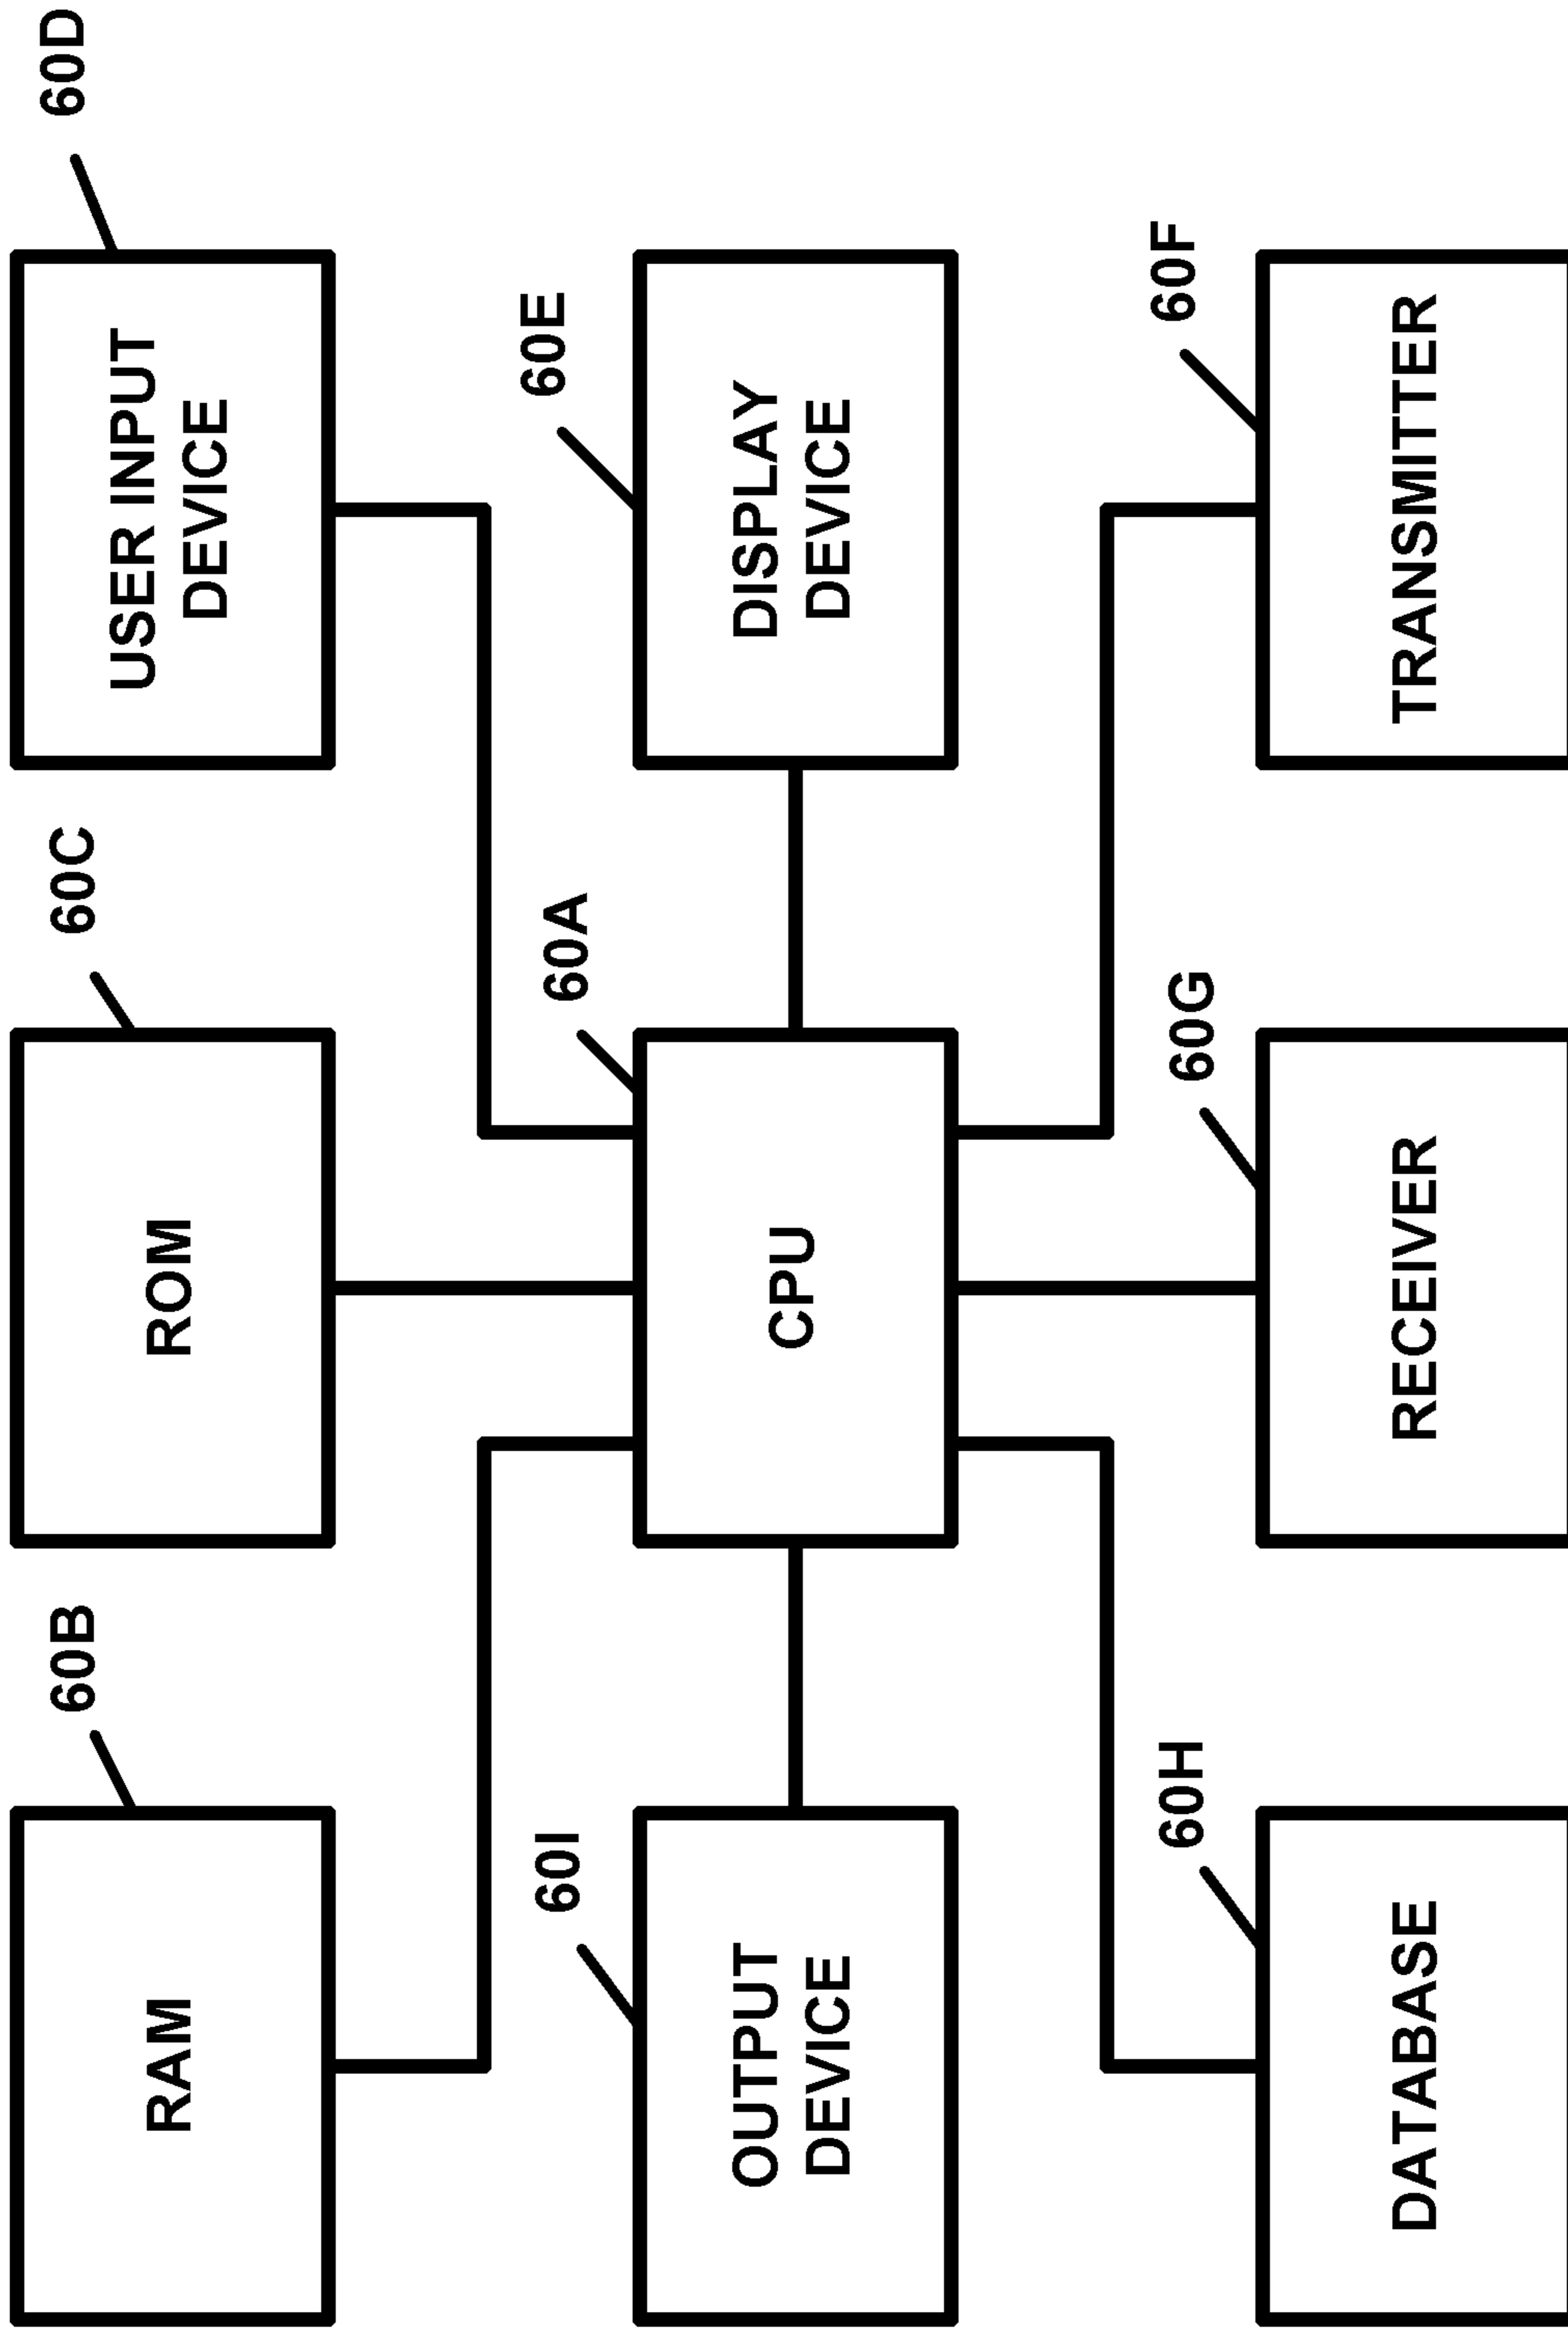 60B
60C
60D
RAM
ROM
USER INPUT
DEVICE
60I
60A
60E
OUTPUT
DEVICE
CPU
DISPLAY
DEVICE
60H
60G
60F
DATABASE
RECEIVER
TRANSMITTER